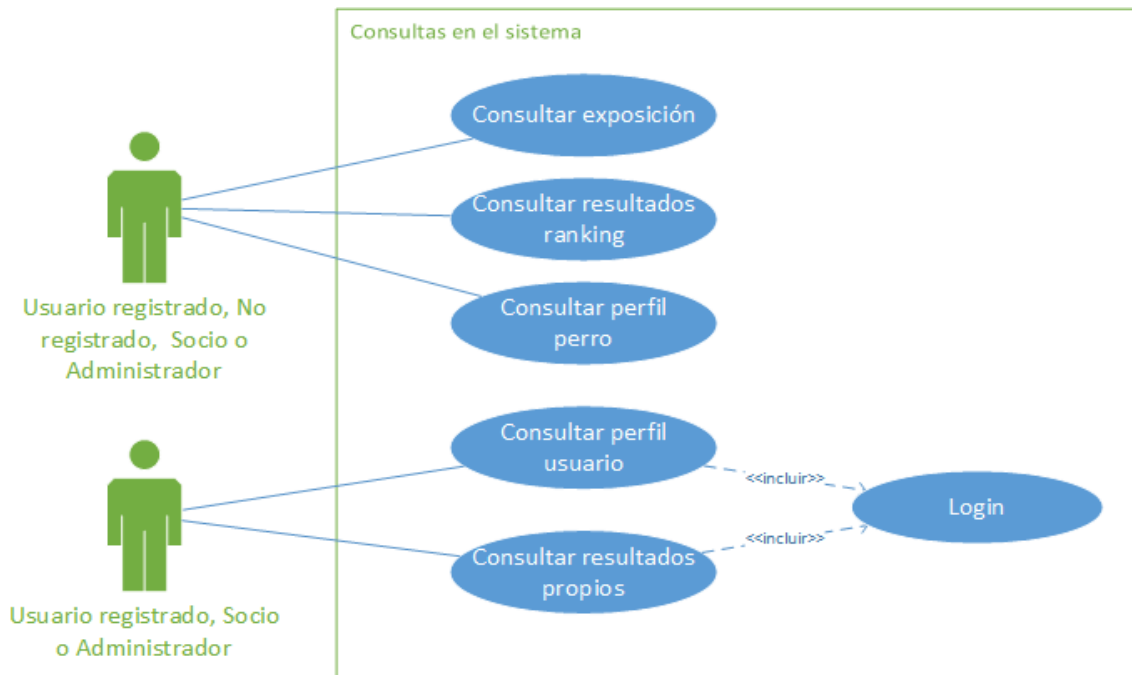 Consultas en el sistema
Consultar exposición
Consultar resultados
ranking
Consultar perfil
perro
Usuario registrado, No
registrado, Socio o
Administrador
Consultar perfil
usuario
<<incluir>>
Login
<<incluir>>
Consultar resultados
propios
Usuario registrado, Socio
o Administrador